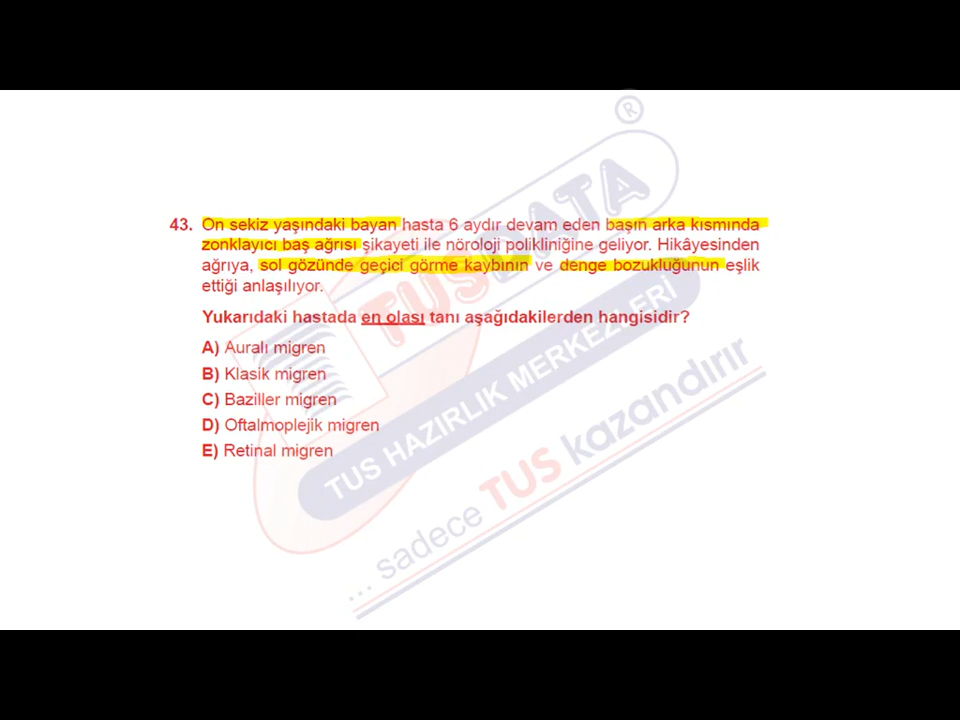 43. On sekiz yaşındaki bayan hasta 6 aydır devam eden başın arka kısmında
zonklayıcı baş ağrısı şikayeti ile nöroloji polikliniğine geliyor. Hikâyesinden
ağrıya, sol gözünde geçici görme kaybının ve denge bozukluğunun eşlik
ettiği anlaşılıyor.
Yukarıdaki hastada en olası tanı aşağıdakilerden hangisidir?
A) Auralı migren
B) Klasik migren
C) Baziller migren
D) Oftalmoplejik migren
E) Retinal migren
®
TUSDATA
TUS HAZIRLIK MERKEZLERİ
... sadece TUS kazandırır